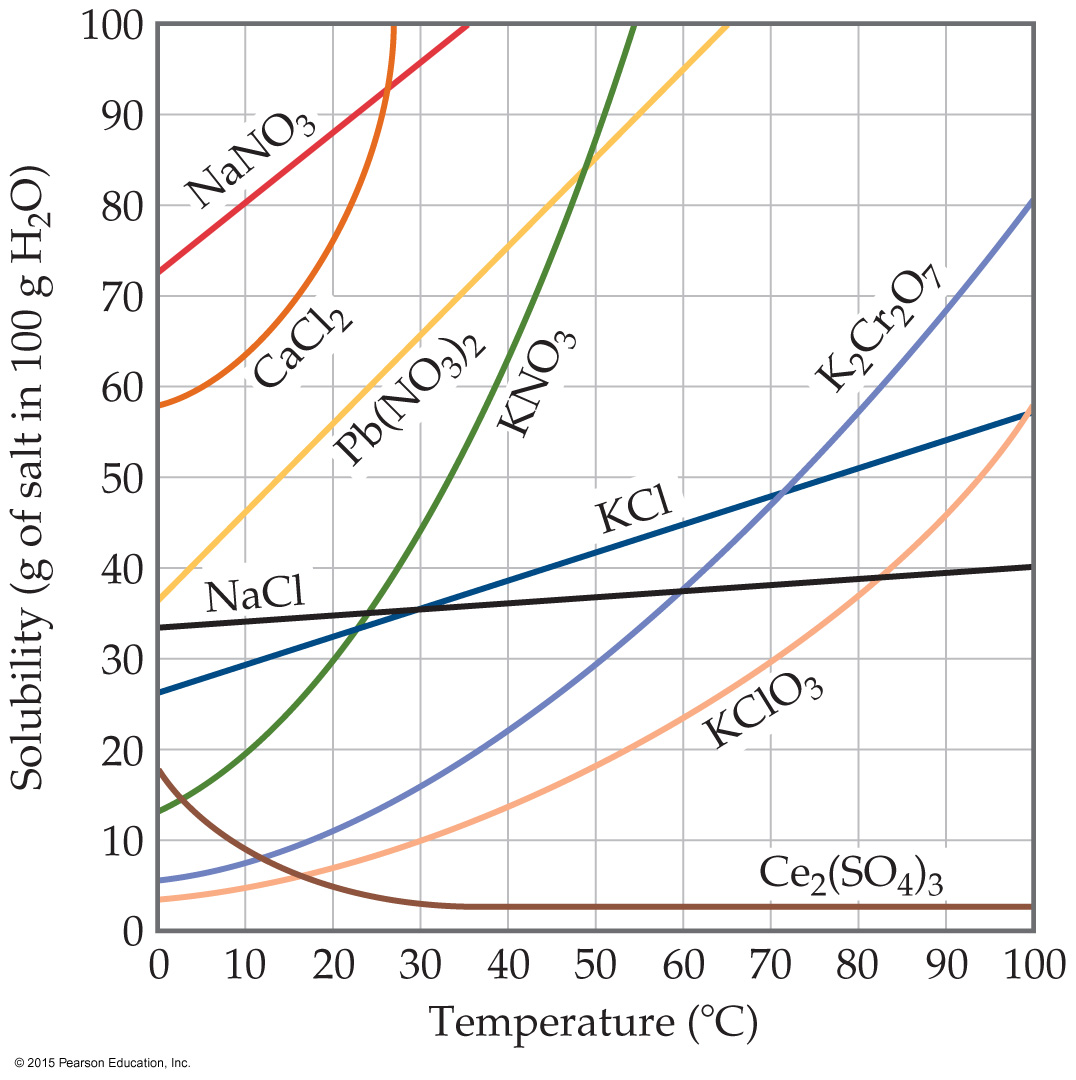 Solubility (g of salt in 100 g H₂O)
100
90
80
70
60
50
40
30
20
10
0
NaNO₃
CaCl₂
Pb(NO₃)₂
KNO₃
K₂Cr₂O₇
KCl
NaCl
KClO₃
Ce₂(SO₄)₃
0 10 20 30 40 50 60 70 80 90 100
Temperature (°C)
© 2015 Pearson Education, Inc.